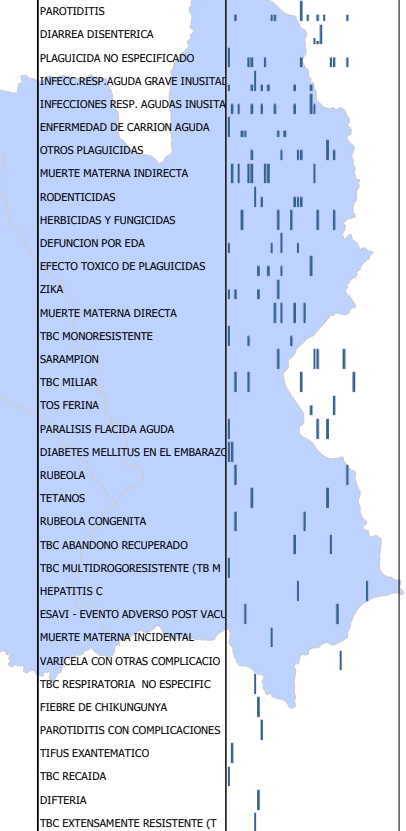 PAROTIDITIS
DIARREA DISENTERICA
PLAGUICIDA NO ESPECIFICADO
INFECC.RESP.AGUDA GRAVE INUSITAD
INFECCIONES RESP. AGUDAS INUSITA
ENFERMEDAD DE CARRION AGUDA
OTROS PLAGUICIDAS
MUERTE MATERNA INDIRECTA
RODENTICIDAS
HERBICIDAS Y FUNGICIDAS
DEFUNCION POR EDA
EFECTO TOXICO DE PLAGUICIDAS
ZIKA
MUERTE MATERNA DIRECTA
TBC MONORESISTENTE
SARAMPION
TBC MILIAR
TOS FERINA
PARALISIS FLACIDA AGUDA
DIABETES MELLITUS EN EL EMBARAZO
RUBEOLA
TETANOS
RUBEOLA CONGENITA
TBC ABANDONO RECUPERADO
TBC MULTIDROGORESISTENTE (TB M
HEPATITIS C
ESAVI - EVENTO ADVERSO POST VACU
MUERTE MATERNA INCIDENTAL
VARICELA CON OTRAS COMPLICACIO
TBC RESPIRATORIA NO ESPECIFIC
FIEBRE DE CHIKUNGUNYA
PAROTIDITIS CON COMPLICACIONES
TIFUS EXANTEMATICO
TBC RECAIDA
DIFTERIA
TBC EXTENSAMENTE RESISTENTE (T